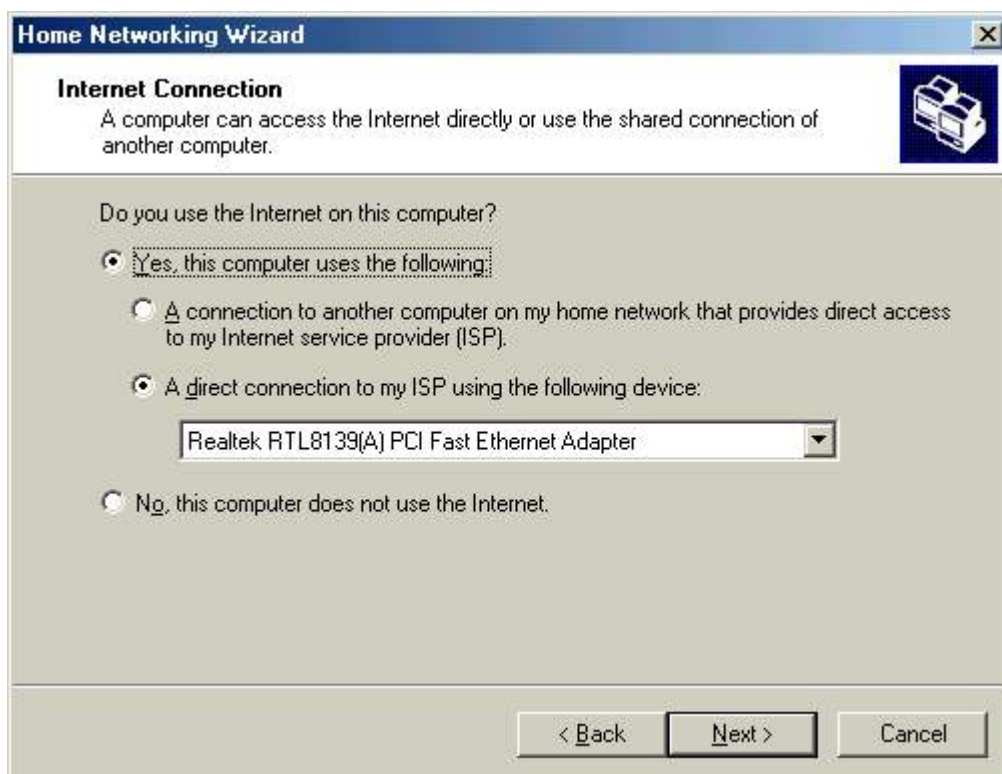 Home Networking Wizard
Internet Connection
A computer can access the Internet directly or use the shared connection of
another computer.
Do you use the Internet on this computer?
Yes, this computer uses the following:
A connection to another computer on my home network that provides direct access
to my Internet service provider (ISP).
A direct connection to my ISP using the following device:
Realtek RTL8139(A) PCI Fast Ethernet Adapter
No, this computer does not use the Internet.
< Back
Next >
Cancel